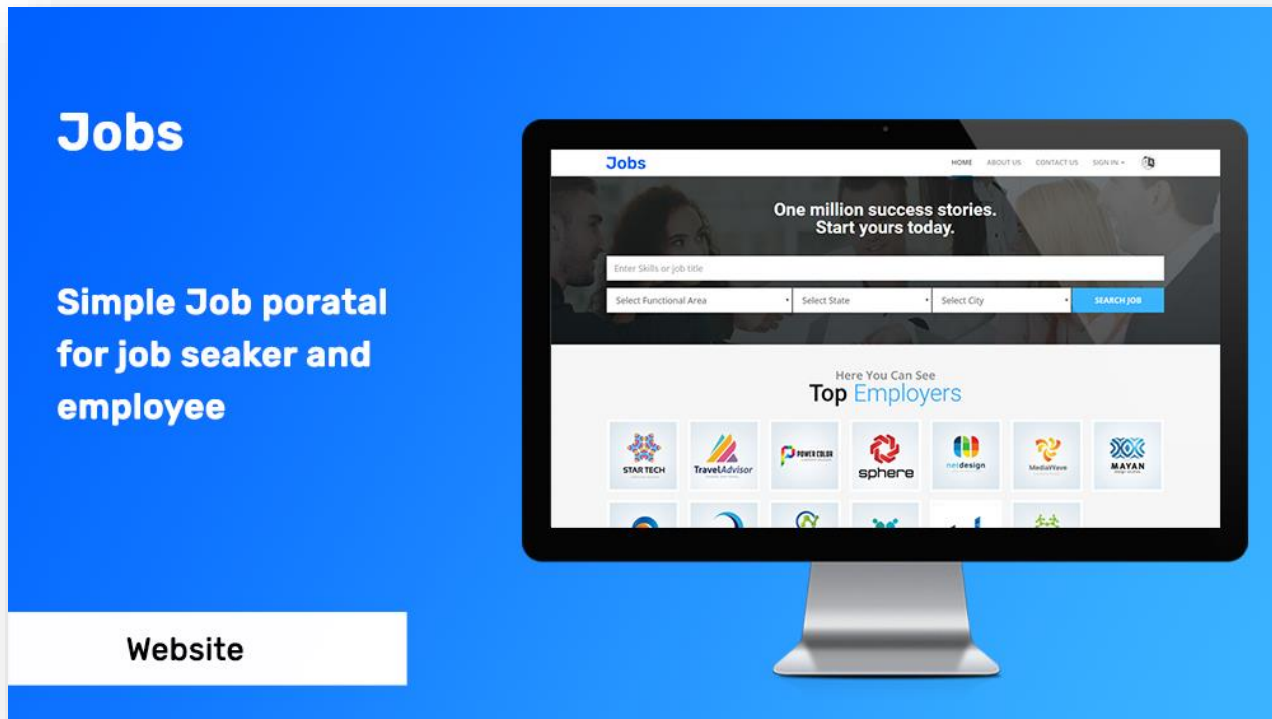 Jobs
Simple Job poratal
for job seaker and
employee
Website
Jobs
HOME ABOUT US CONTACT US SIGN IN
One million success stories.
Start yours today.
Enter Skills or job title
Select Functional Area Select State Select City SEARCH JOB
Here You Can See
Top Employers
STAR TECH TravelAdvisor POWER COLOR sphere netdesign MediaWave MAYAN